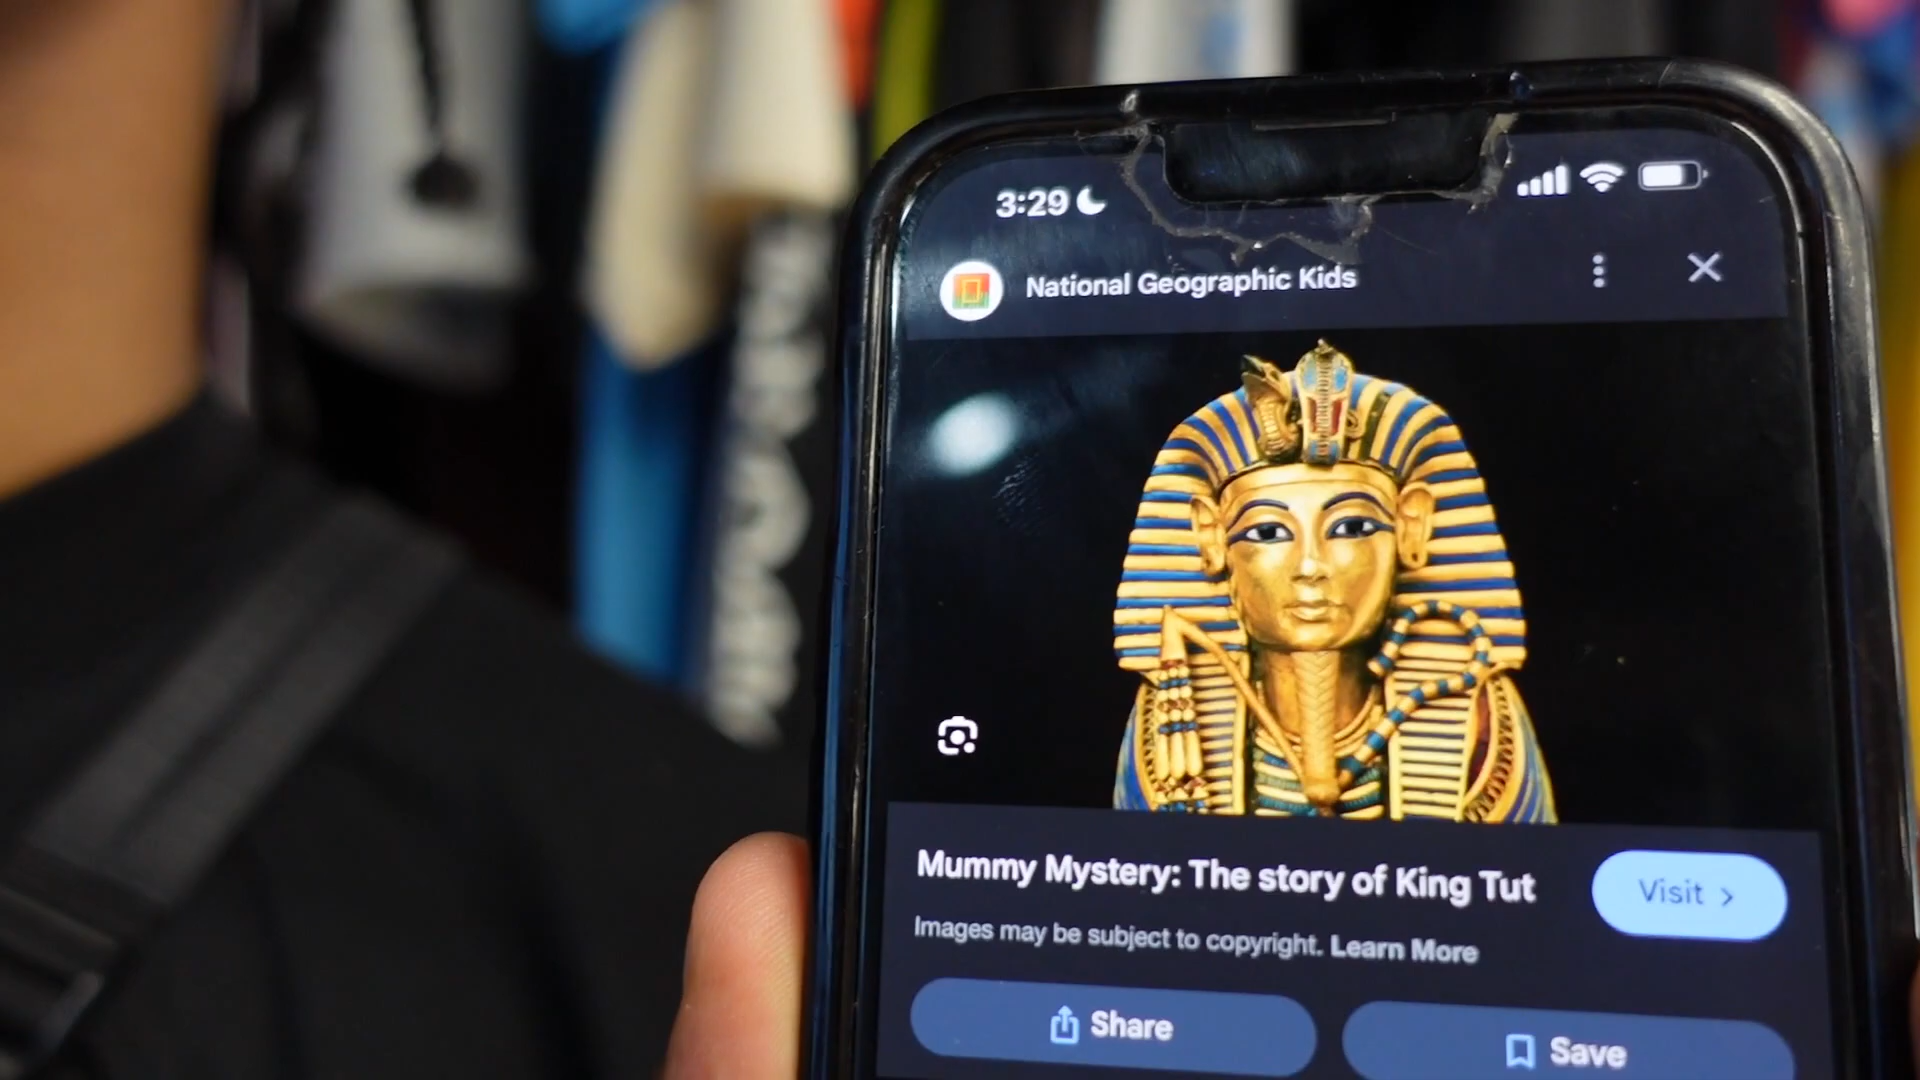 3:29
National Geographic Kids
Mummy Mystery: The story of King Tut
Visit >
Images may be subject to copyright. Learn More
Share
Save